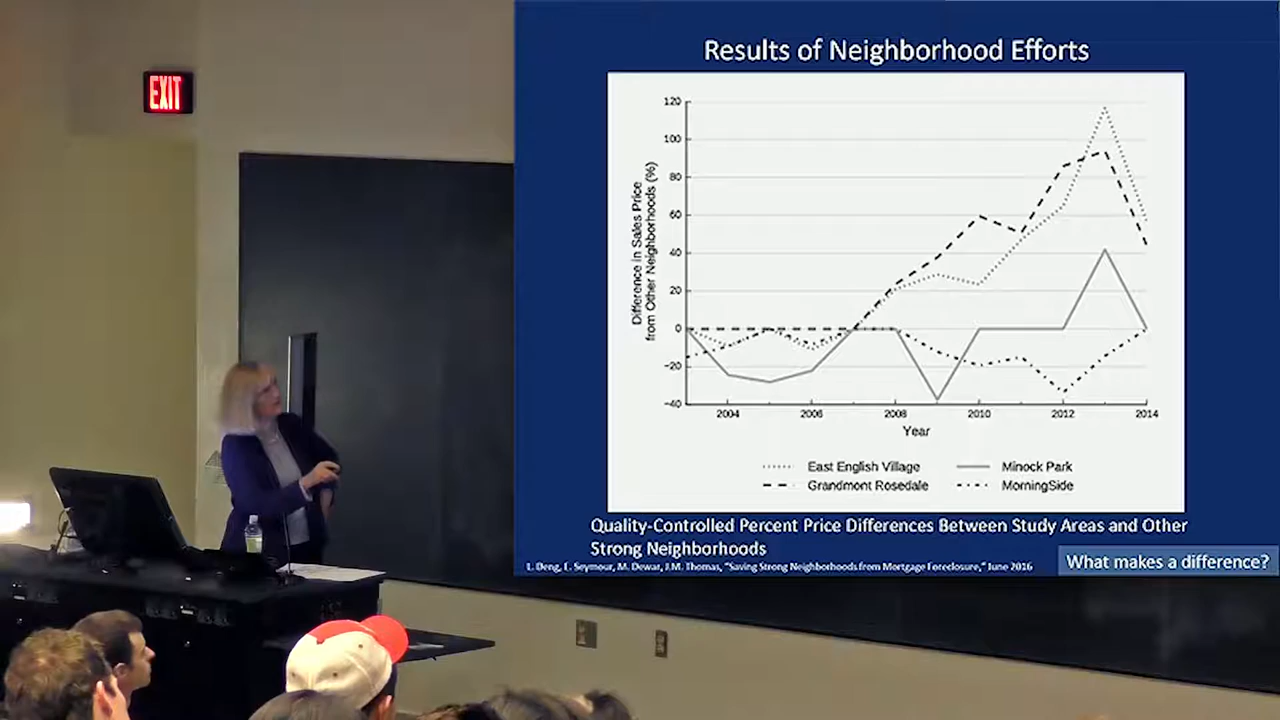 EXIT
Results of Neighborhood Efforts
Difference in Sales Price
from Other Neighborhoods (%)
120
100
80
60
40
20
0
−20
−40
2004 2006 2008 2010 2012 2014
Year
East English Village
Minock Park
Grandmont Rosedale
MorningSide
Quality-Controlled Percent Price Differences Between Study Areas and Other
Strong Neighborhoods
L. Deng, E. Seymour, M. Dewar, J.M. Thomas, "Saving Strong Neighborhoods from Mortgage Foreclosure," June 2016
What makes a difference?